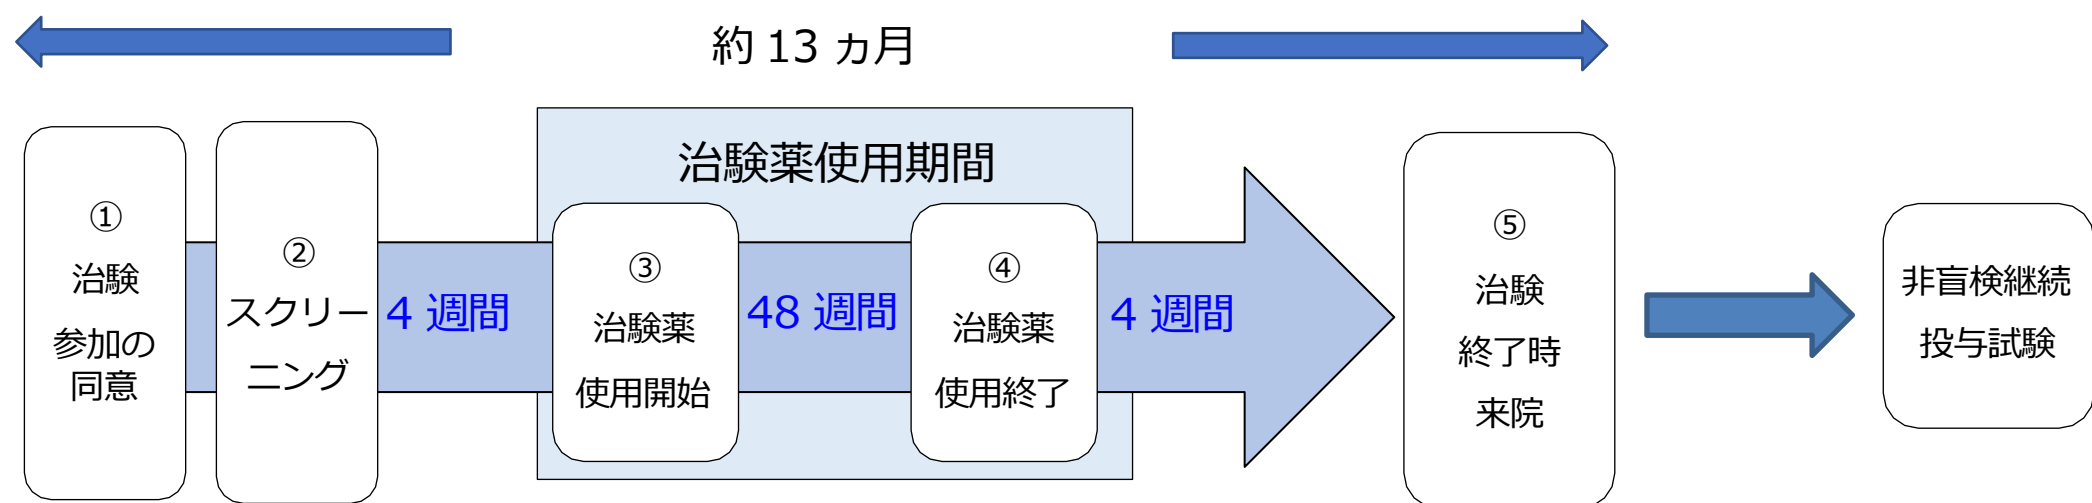 約 13 ヵ月
治験薬使用期間
①
治験
参加の
同意
②
スクリー
ニング
4 週間
③
治験薬
使用開始
48 週間
④
治験薬
使用終了
4 週間
⑤
治験
終了時
来院
非盲検継続
投与試験